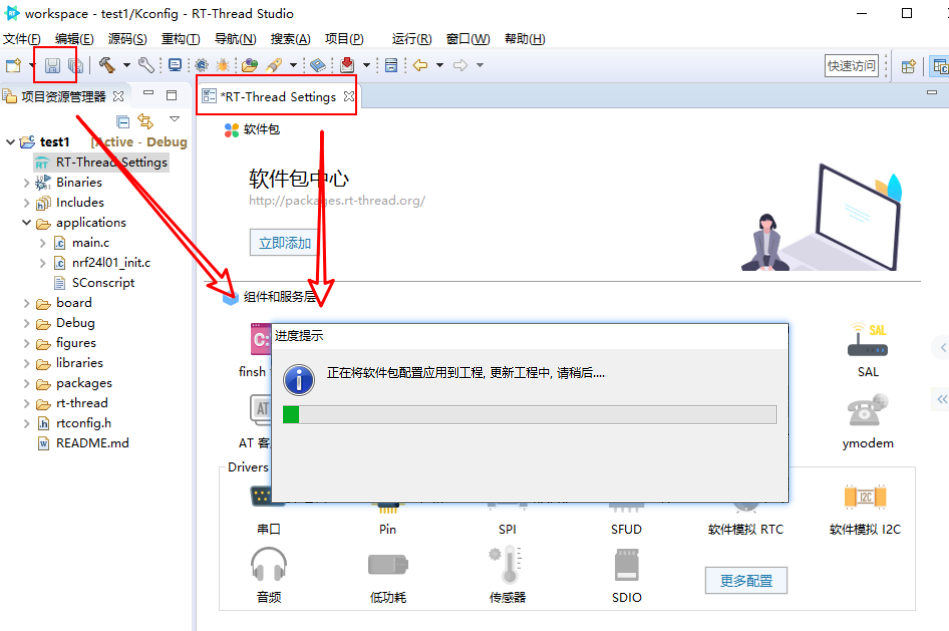 workspace - test1/Kconfig - RT-Thread Studio
文件(F) 编辑(E) 源码(S) 重构(T) 导航(N) 搜索(A) 项目(P) 运行(R) 窗口(W) 帮助(H)
快速访问
项目资源管理器
*RT-Thread Settings
test1 [Active - Debug
RT-Thread Settings
Binaries
Includes
applications
main.c
nrf24l01_init.c
SConscript
board
Debug
figures
libraries
packages
rt-thread
rtconfig.h
README.md
软件包
软件包中心
http://packages.rt-thread.org/
立即添加
组件和服务层
进度提示
正在将软件包配置应用到工程, 更新工程中, 请稍后....
C:
finsh
SAL
SAL
AT
AT 客
ymodem
Drivers
I2C
串口
Pin
SPI
SFUD
软件模拟 RTC
软件模拟 I2C
音频
低功耗
传感器
SDIO
更多配置